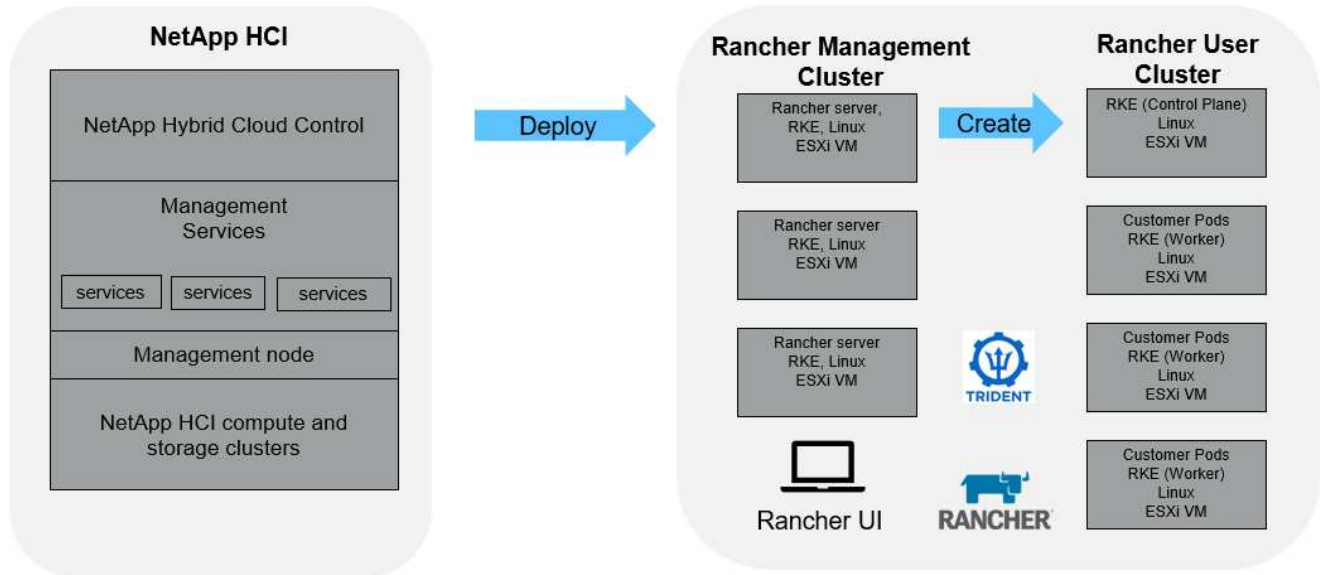 NetApp HCI
NetApp Hybrid Cloud Control
Management
Services
services
services
services
Management node
NetApp HCI compute and
storage clusters
Deploy
Rancher Management
Cluster
Rancher server,
RKE, Linux
ESXi VM
Rancher server
RKE, Linux
ESXi VM
Rancher server
RKE, Linux
ESXi VM
Rancher UI
Create
TRIDENT
RANCHER
Rancher User
Cluster
RKE (Control Plane)
Linux
ESXi VM
Customer Pods
RKE (Worker)
Linux
ESXi VM
Customer Pods
RKE (Worker)
Linux
ESXi VM
Customer Pods
RKE (Worker)
Linux
ESXi VM